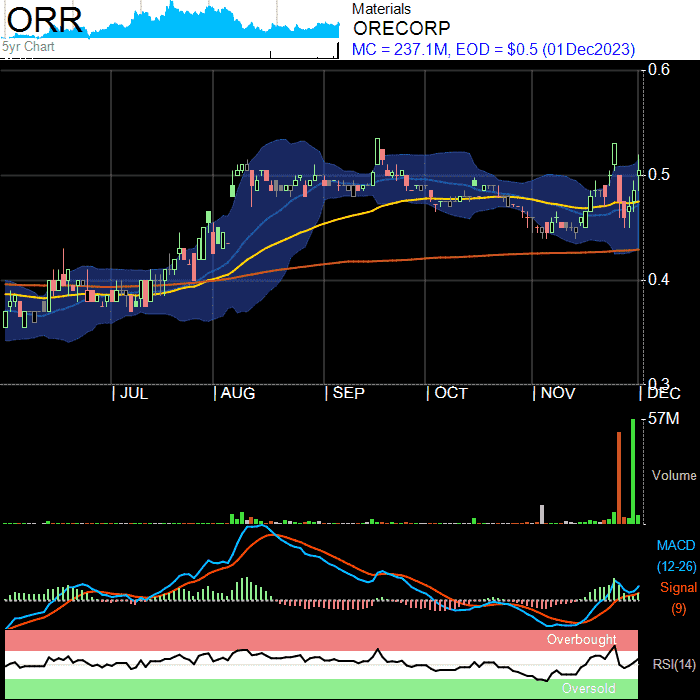 ORR
5yr Chart
Materials
ORECORP
MC = 237.1M, EOD = $0.5 (01Dec2023)
0.6
0.5
0.4
0.3
JUL AUG SEP OCT NOV DEC
57M
Volume
MACD
(12-26)
Signal
(9)
Overbought
RSI(14)
Oversold